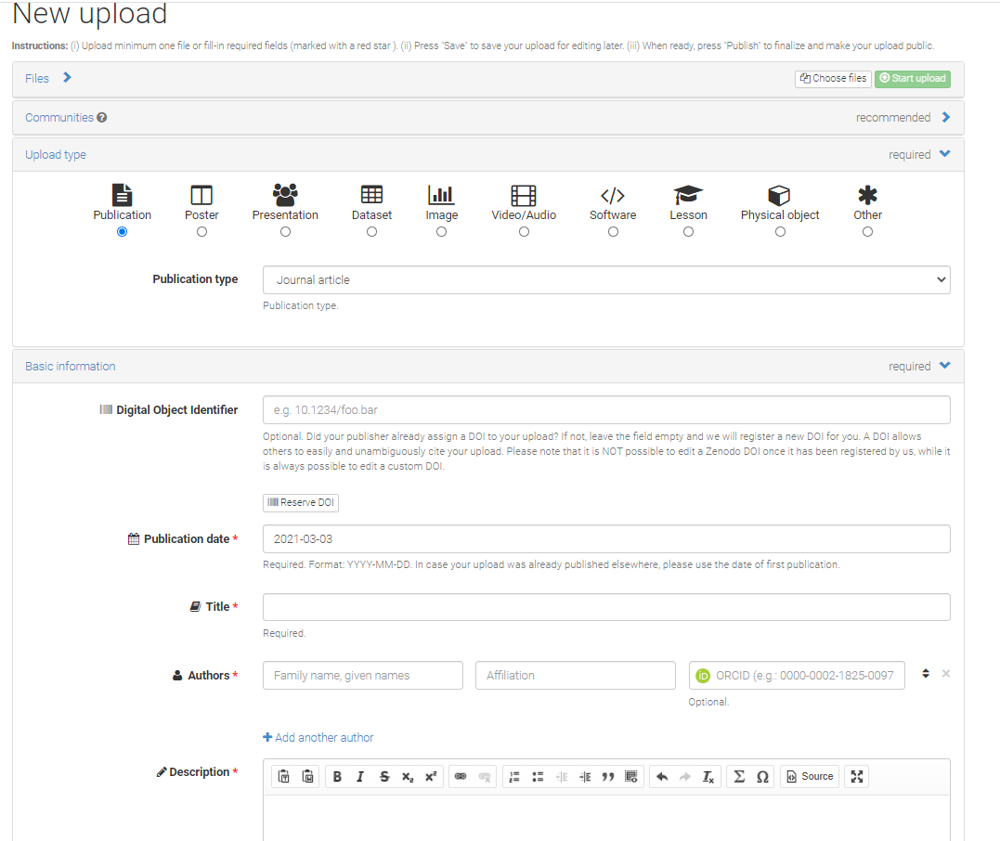 New upload
Instructions: (i) Upload minimum one file or fill-in required fields (marked with a red star ). (ii) Press "Save" to save your upload for editing later. (iii) When ready, press "Publish" to finalize and make your upload public.
Files Choose files Start upload
Communities recommended
Upload type required
Publication Poster Presentation Dataset Image Video/Audio Software Lesson Physical object Other
Publication type Journal article
Publication type.
Basic information required
Digital Object Identifier e.g. 10.1234/foo.bar
Optional. Did your publisher already assign a DOI to your upload? If not, leave the field empty and we will register a new DOI for you. A DOI allows
others to easily and unambiguously cite your upload. Please note that it is NOT possible to edit a Zenodo DOI once it has been registered by us, while it
is always possible to edit a custom DOI.
Reserve DOI
Publication date * 2021-03-03
Required. Format: YYYY-MM-DD. In case your upload was already published elsewhere, please use the date of first publication.
Title *
Required.
Authors * Family name, given names Affiliation iD ORCID (e.g.: 0000-0002-1825-0097
Optional.
Add another author
Description * B I S x₂ x² Ix Σ Ω Source